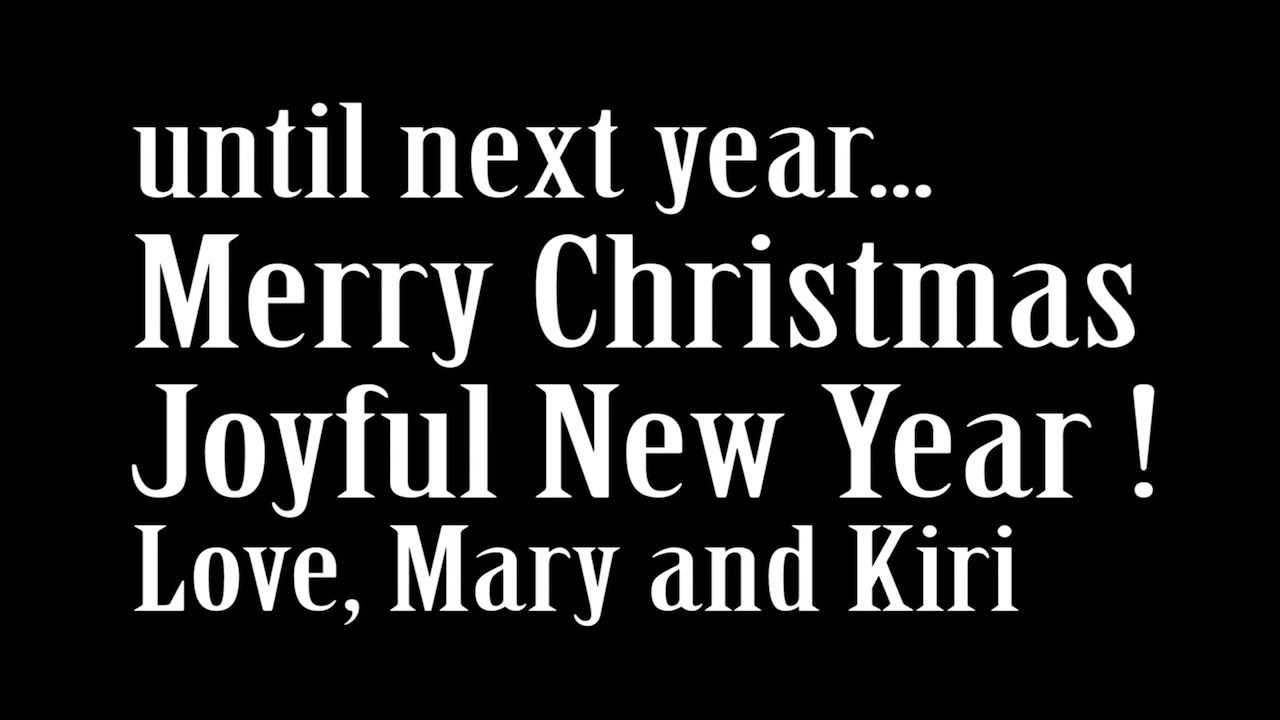 until next year...
Merry Christmas
Joyful New Year !
Love, Mary and Kiri